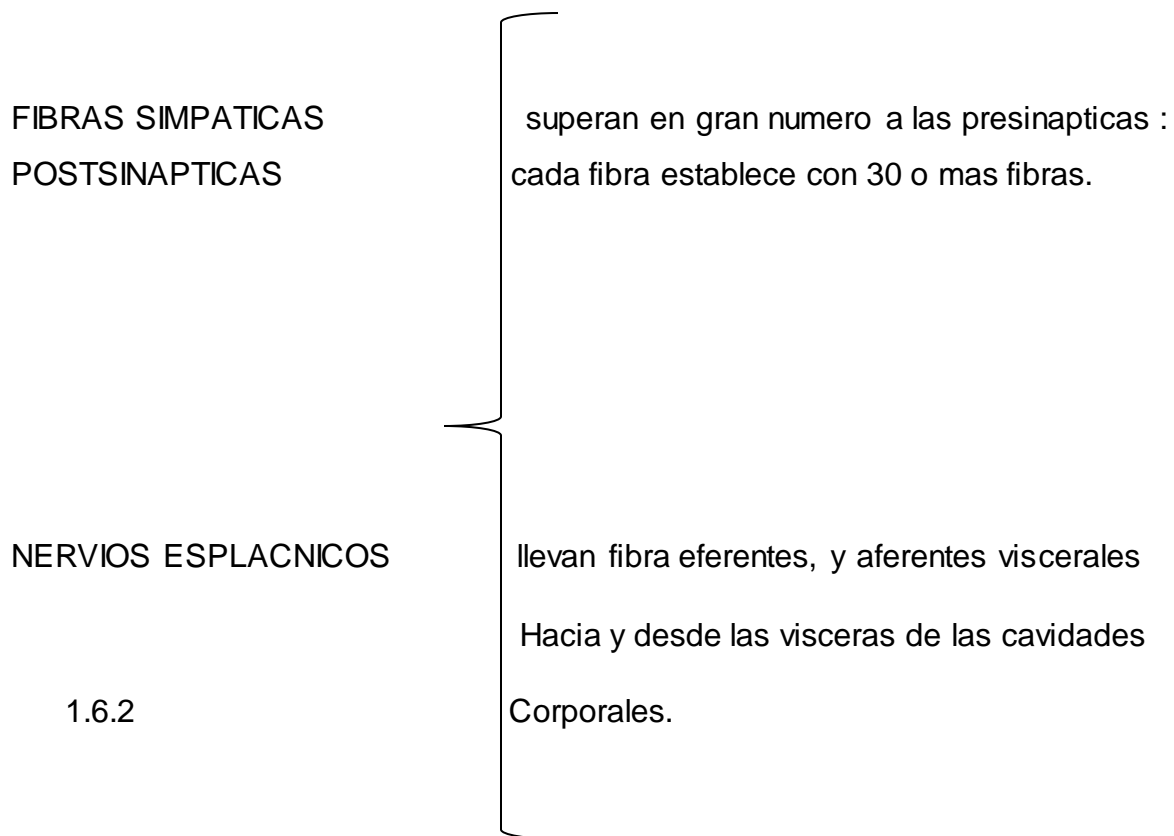 FIBRAS SIMPATICAS superan en gran numero a las presinapticas :
POSTSINAPTICAS cada fibra establece con 30 o mas fibras.
NERVIOS ESPLACNICOS llevan fibra eferentes, y aferentes viscerales
Hacia y desde las visceras de las cavidades
1.6.2 Corporales.